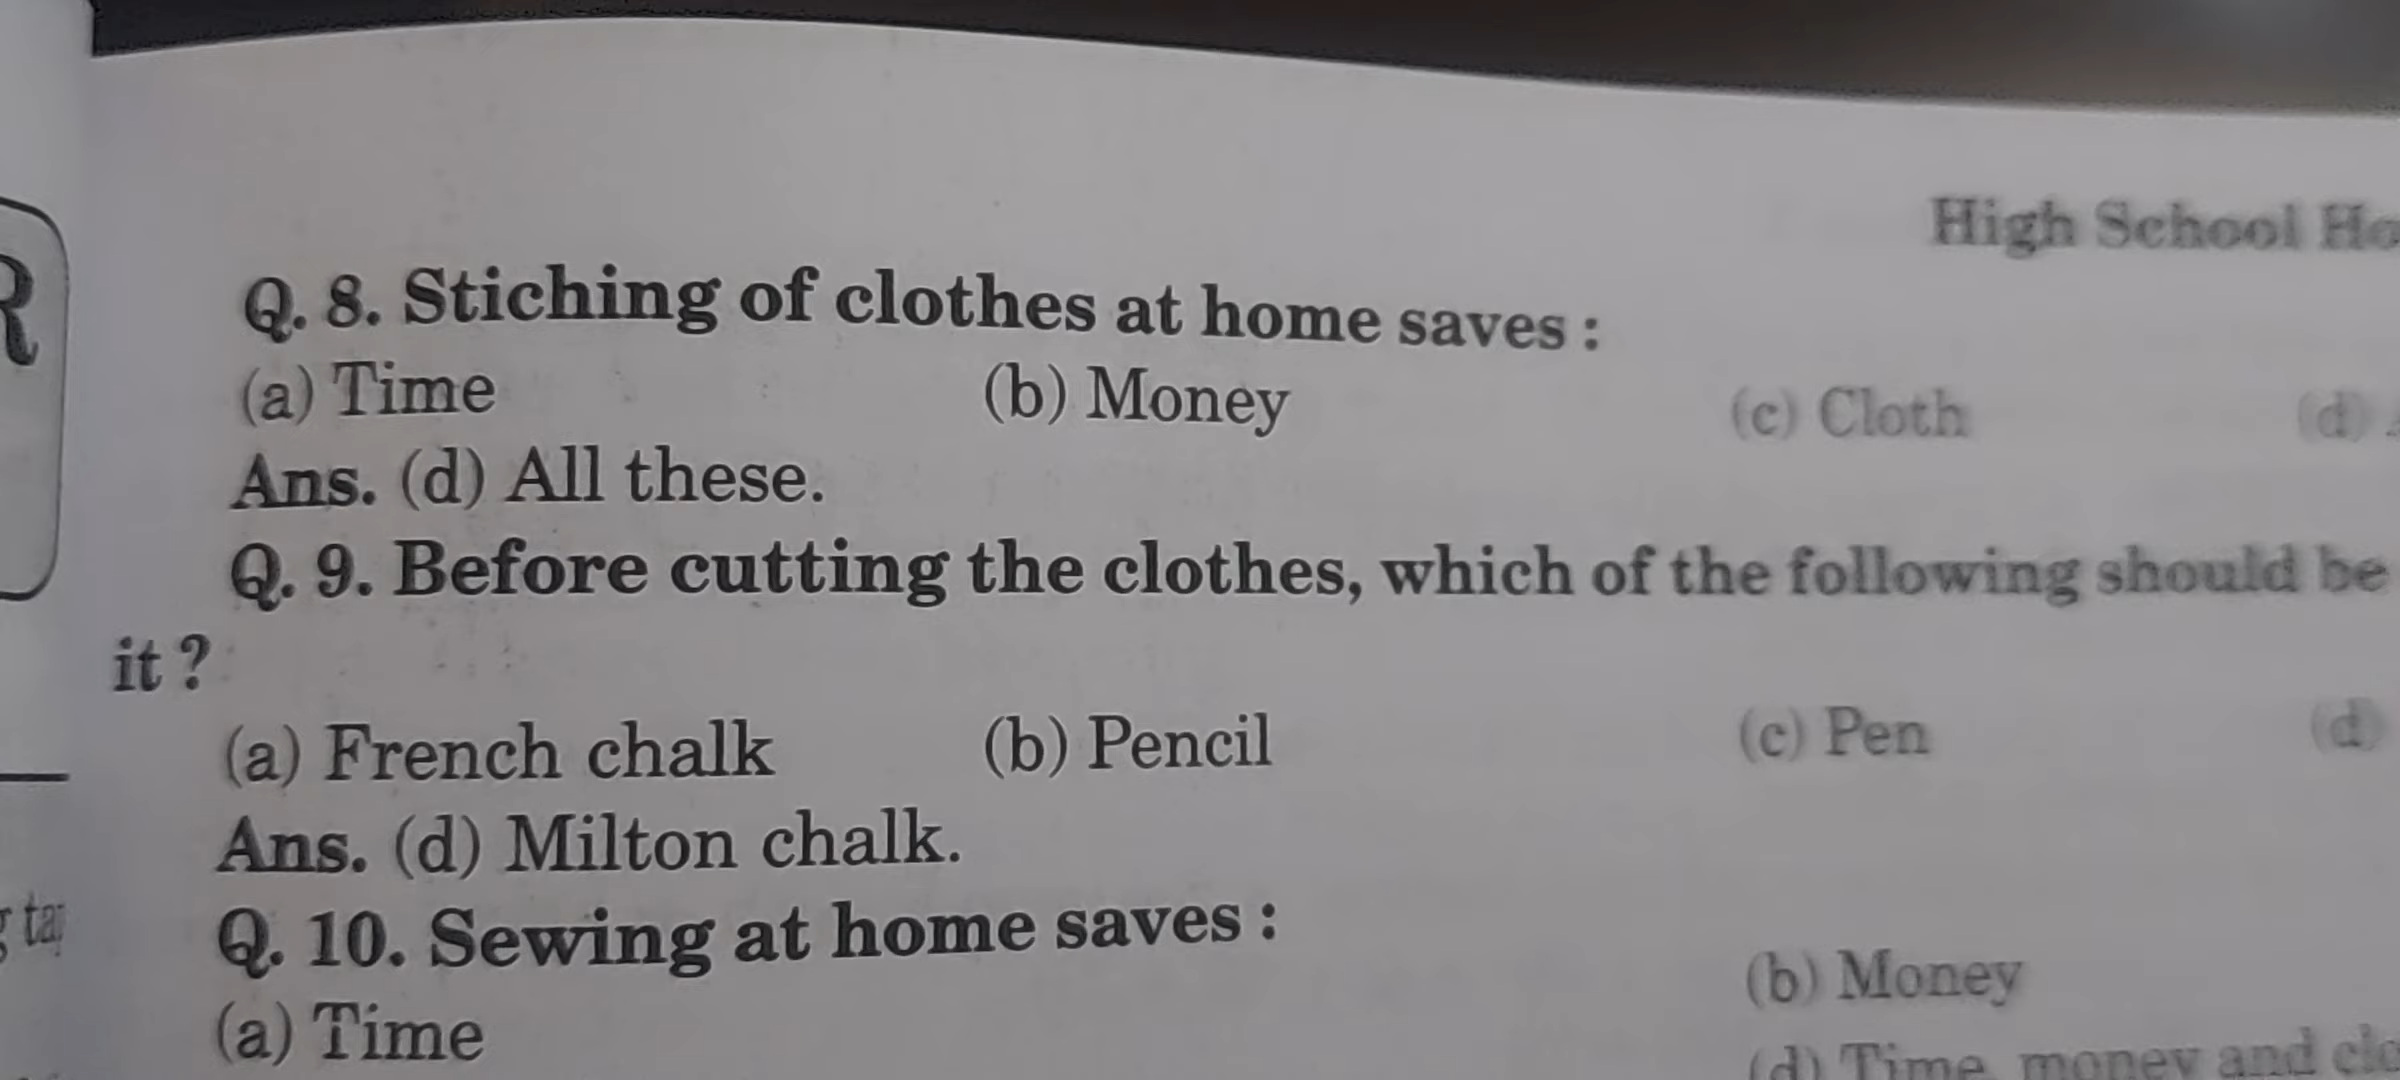 High School
Q. 8. Stiching of clothes at home saves :
(a) Time (b) Money (c) Cloth (d)
Ans. (d) All these.
Q. 9. Before cutting the clothes, which of the following should be
it ?
(a) French chalk (b) Pencil (c) Pen (d)
Ans. (d) Milton chalk.
Q. 10. Sewing at home saves :
(a) Time (b) Money
(d) Time, money and